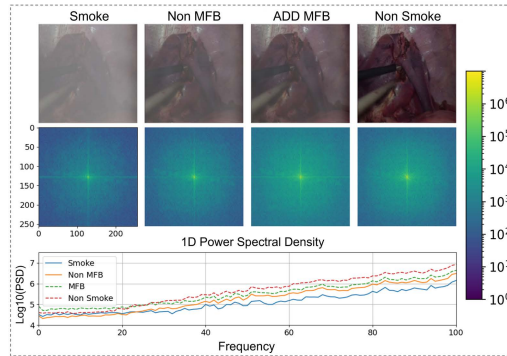 Smoke Non MFB ADD MFB Non Smoke
0
50
100
150
200
250
0 100 200
10⁶
10⁵
10⁴
10³
10²
10¹
10⁰
1D Power Spectral Density
Log10(PSD)
7
6
5
4
Smoke
Non MFB
MFB
Non Smoke
0 20 40 60 80 100
Frequency